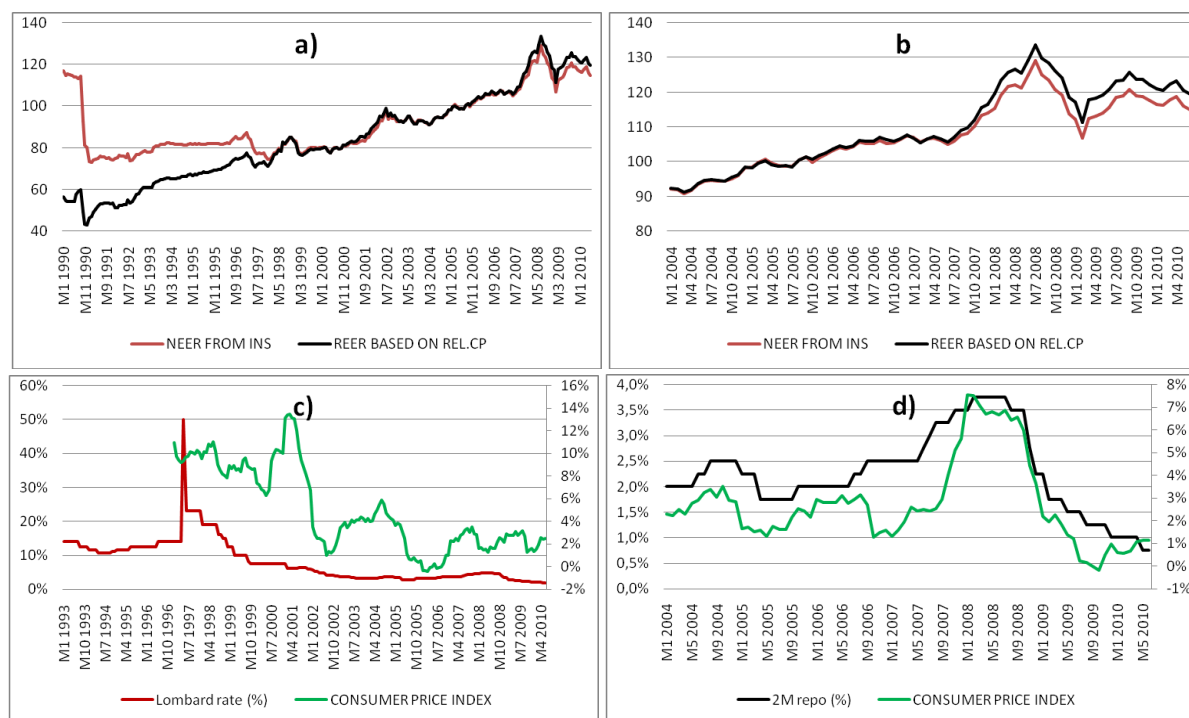 a)
140
120
100
80
60
40
M1 1990
M11 1990
M9 1991
M7 1992
M5 1993
M3 1994
M1 1995
M11 1995
M9 1996
M7 1997
M5 1998
M3 1999
M1 2000
M11 2000
M9 2001
M7 2002
M5 2003
M3 2004
M1 2005
M11 2005
M9 2006
M7 2007
M5 2008
M3 2009
M1 2010
NEER FROM INS
REER BASED ON REL.CP
b
140
130
120
110
100
90
80
M1 2004
M4 2004
M7 2004
M10 2004
M1 2005
M4 2005
M7 2005
M10 2005
M1 2006
M4 2006
M7 2006
M10 2006
M1 2007
M4 2007
M7 2007
M10 2007
M1 2008
M4 2008
M7 2008
M10 2008
M1 2009
M4 2009
M7 2009
M10 2009
M1 2010
M4 2010
NEER FROM INS
REER BASED ON REL.CP
c)
60%
50%
40%
30%
20%
10%
0%
16%
14%
12%
10%
8%
6%
4%
2%
0%
-2%
M1 1993
M10 1993
M7 1994
M4 1995
M1 1996
M10 1996
M7 1997
M4 1998
M1 1999
M10 1999
M7 2000
M4 2001
M1 2002
M10 2002
M7 2003
M4 2004
M1 2005
M10 2005
M7 2006
M4 2007
M1 2008
M10 2008
M7 2009
M4 2010
Lombard rate (%)
CONSUMER PRICE INDEX
d)
4,0%
3,5%
3,0%
2,5%
2,0%
1,5%
1,0%
0,5%
0,0%
8%
7%
6%
5%
4%
3%
2%
1%
0%
-1%
M1 2004
M5 2004
M9 2004
M1 2005
M5 2005
M9 2005
M1 2006
M5 2006
M9 2006
M1 2007
M5 2007
M9 2007
M1 2008
M5 2008
M9 2008
M1 2009
M5 2009
M9 2009
M1 2010
M5 2010
2M repo (%)
CONSUMER PRICE INDEX